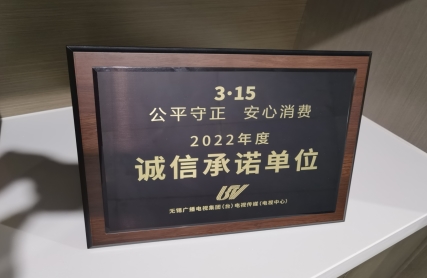 3·15
公平守正 安心消费
2022年度
诚信承诺单位
无锡广播电视集团(台)电视传媒(电视中心)